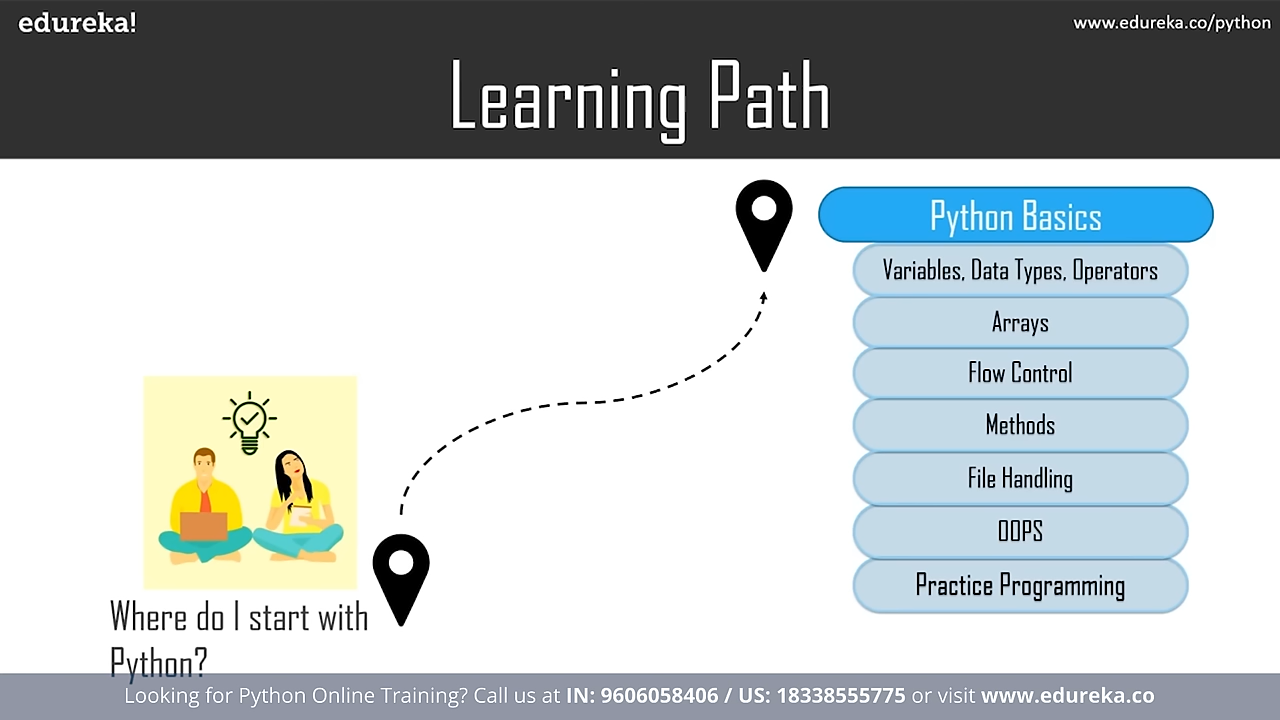 edureka!
www.edureka.co/python
Learning Path
Python Basics
Variables, Data Types, Operators
Arrays
Flow Control
Methods
File Handling
OOPS
Practice Programming
Where do I start with
Python?
Looking for Python Online Training? Call us at IN: 9606058406 / US: 18338555775 or visit www.edureka.co